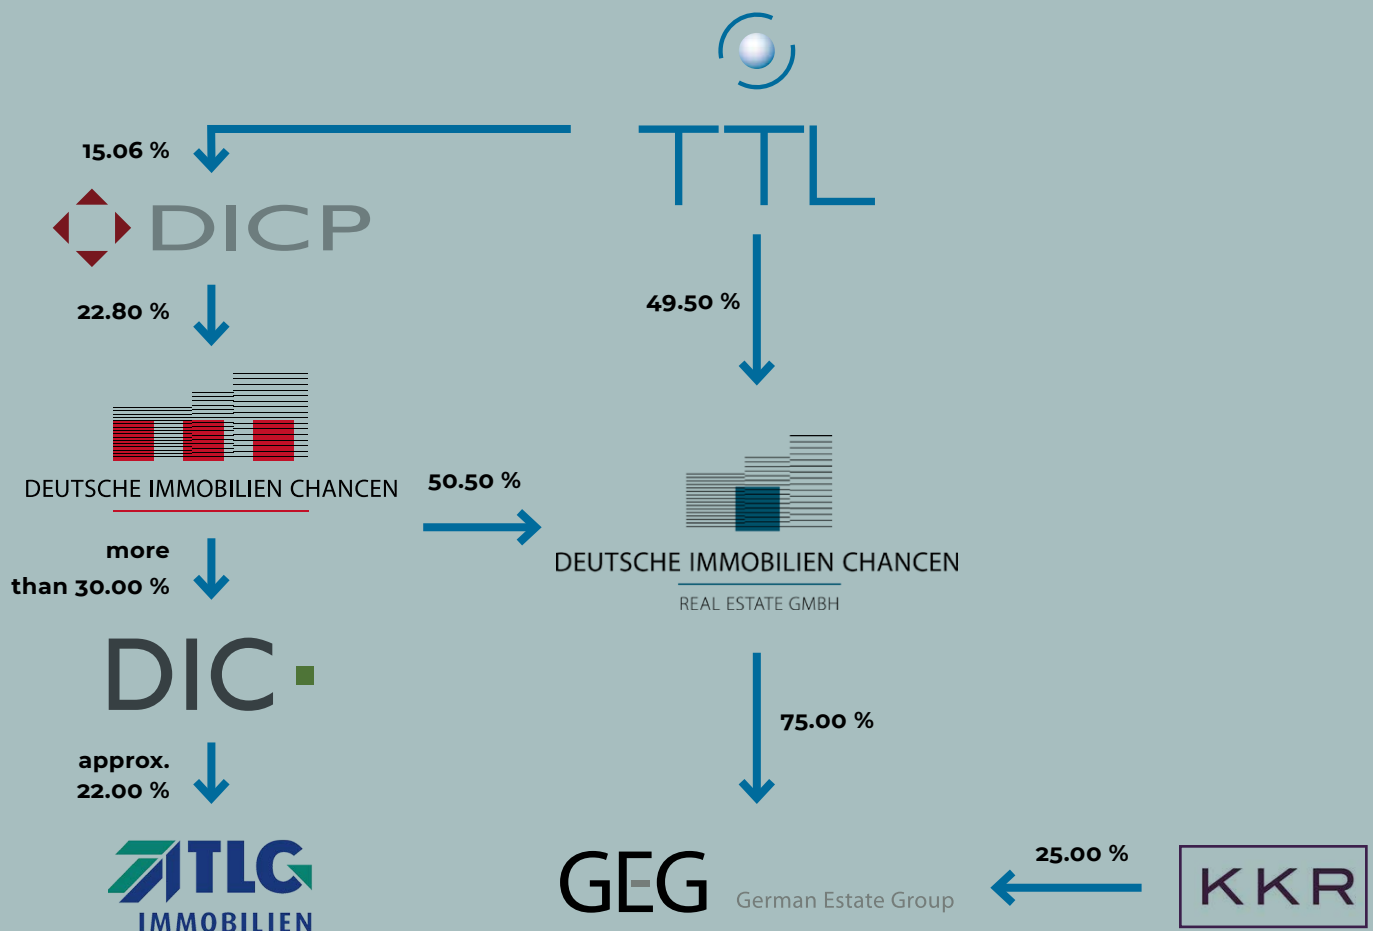 TTL
15.06 %
DICP
22.80 %
49.50 %
DEUTSCHE IMMOBILIEN CHANCEN
50.50 %
DEUTSCHE IMMOBILIEN CHANCEN
REAL ESTATE GMBH
more
than 30.00 %
DIC
75.00 %
approx.
22.00 %
TLG
IMMOBILIEN
GEG German Estate Group
25.00 %
KKR